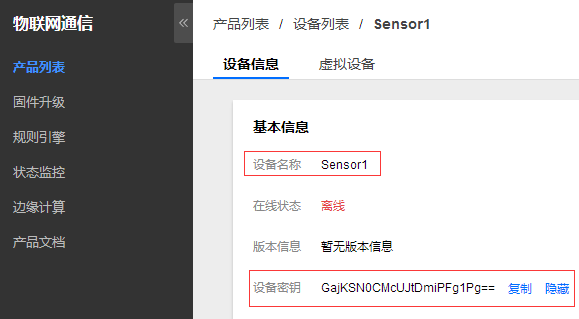 物联网通信
产品列表
固件升级
规则引擎
状态监控
边缘计算
产品文档
产品列表 / 设备列表 / Sensor1
设备信息 虚拟设备
基本信息
设备名称 Sensor1
在线状态 离线
版本信息 暂无版本信息
设备密钥 GajKSN0CMcUJtDmiPFg1Pg== 复制 隐藏